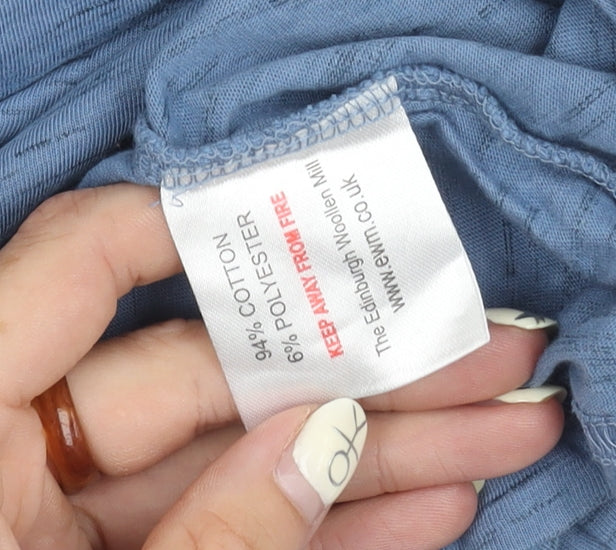 94% COTTON
6% POLYESTER
KEEP AWAY FROM FIRE
The Edinburgh Woollen Mill
www.ewm.co.uk